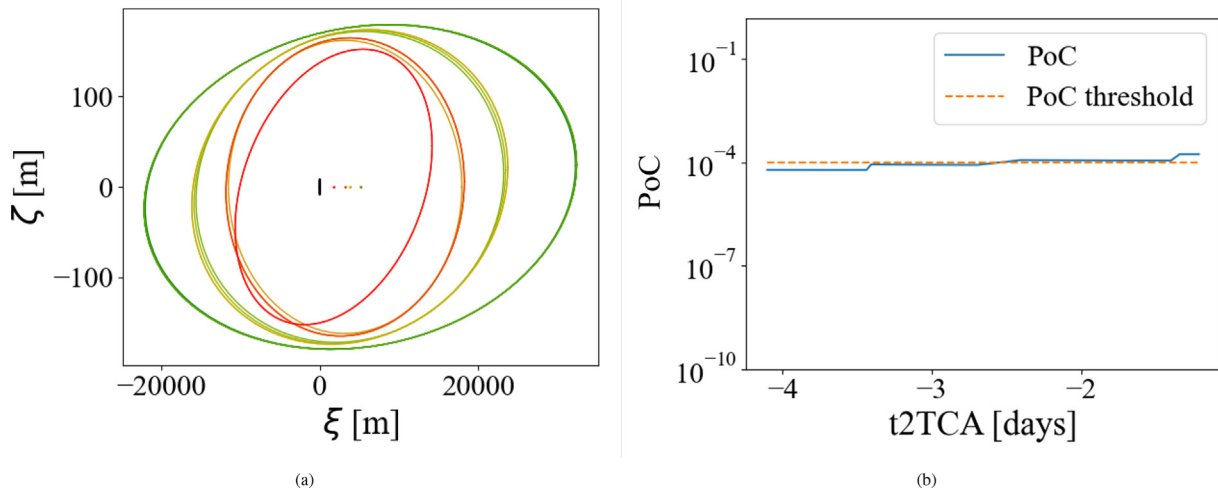 100
0
−100
ζ [m]
−20000
0
20000
ξ [m]
(a)
10⁻¹
10⁻⁴
10⁻⁷
10⁻¹⁰
PoC
PoC
PoC threshold
−4
−3
−2
t2TCA [days]
(b)